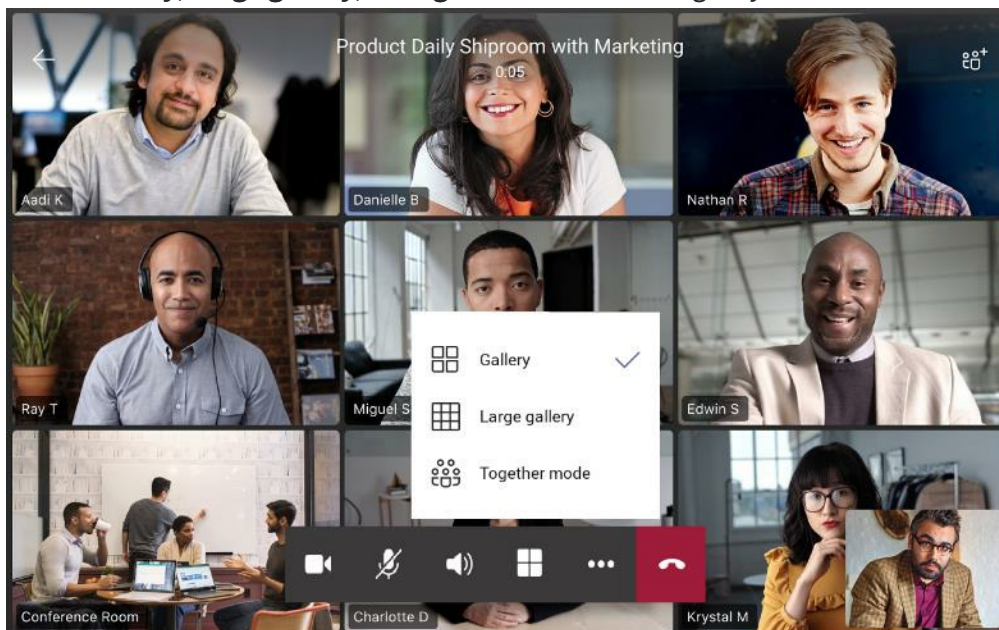 Product Daily Shiproom with Marketing
0:05
Aadi K
Danielle B
Nathan R
Gallery
Large gallery
Together mode
Ray T
Miguel S
Edwin S
Conference Room
Charlotte D
Krystal M